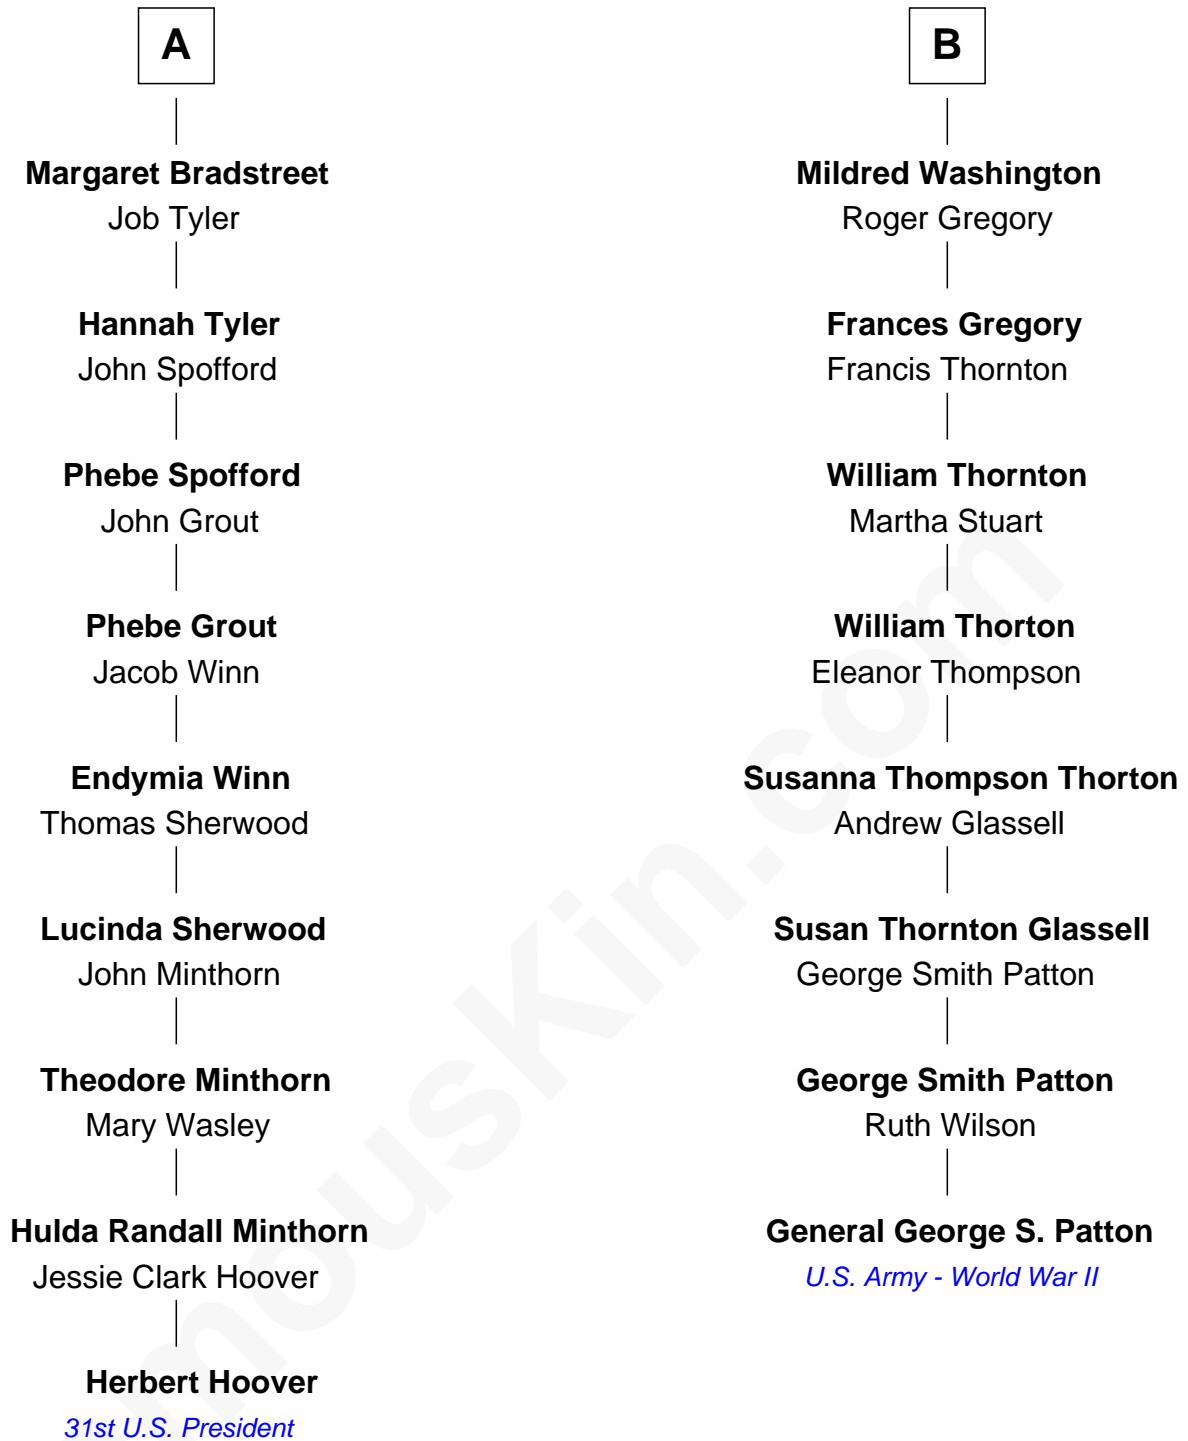 A
Margaret Bradstreet
Job Tyler
Hannah Tyler
John Spofford
Phebe Spofford
John Grout
Phebe Grout
Jacob Winn
Endymia Winn
Thomas Sherwood
Lucinda Sherwood
John Minthorn
Theodore Minthorn
Mary Wasley
Hulda Randall Minthorn
Jessie Clark Hoover
Herbert Hoover
31st U.S. President
B
Mildred Washington
Roger Gregory
Frances Gregory
Francis Thornton
William Thornton
Martha Stuart
William Thorton
Eleanor Thompson
Susanna Thompson Thorton
Andrew Glassell
Susan Thornton Glassell
George Smith Patton
George Smith Patton
Ruth Wilson
General George S. Patton
U.S. Army - World War II
mouskin.com